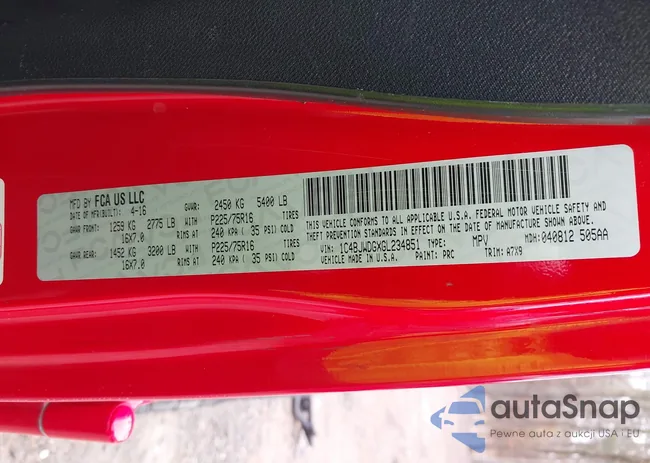 MFD BY FCA US LLC
DATE OF MFR(BUILT): 4-16
GVWR: 2450 KG 5400 LB
GAWR FRONT: 1259 KG 2775 LB WITH P225/75R16 TIRES
16X7.0 RIMS AT 240 KPA ( 35 PSI) COLD
GAWR REAR: 1452 KG 3200 LB WITH P225/75R16 TIRES
16X7.0 RIMS AT 240 KPA ( 35 PSI) COLD
THIS VEHICLE CONFORMS TO ALL APPLICABLE U.S.A. FEDERAL MOTOR VEHICLE SAFETY AND
THEFT PREVENTION STANDARDS IN EFFECT ON THE DATE OF MANUFACTURE SHOWN ABOVE.
VIN: 1C4BJWDGXGL234851 MPV MDH: 040812 505AA
VEHICLE MADE IN U.S.A. PAINT: PRC TRIM: A7X9
autaSnap
Pewne auta z aukcji USA i EU